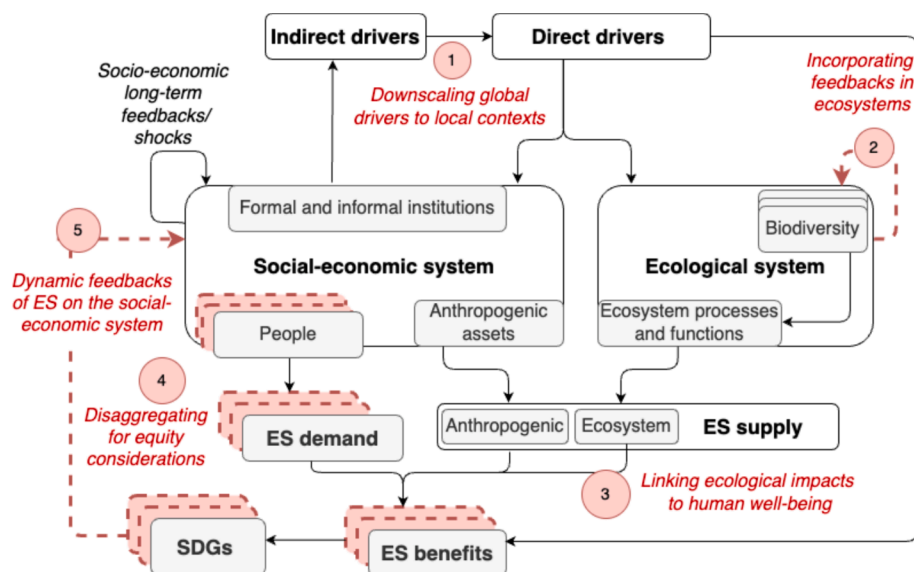 Indirect drivers
Direct drivers
1
Downscaling global
drivers to local contexts
Incorporating
feedbacks in
ecosystems
2
Socio-economic
long-term
feedbacks/
shocks
Formal and informal institutions
Biodiversity
5
Dynamic feedbacks
of ES on the social-
economic system
Social-economic system
Ecological system
People
Anthropogenic
assets
Ecosystem processes
and functions
4
Disaggregating
for equity
considerations
ES demand
Anthropogenic
Ecosystem
ES supply
3
Linking ecological impacts
to human well-being
SDGs
ES benefits